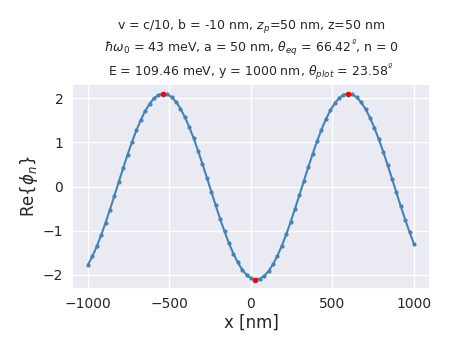 v = c/10, b = -10 nm, $z_p$=50 nm, z=50 nm
$\hbar\omega_0$ = 43 meV, a = 50 nm, $\theta_{eq}$ = 66.42$^{º}$, n = 0
E = 109.46 meV, y = 1000 nm, $\theta_{plot}$ = 23.58$^{º}$
2
1
0
−1
−2
Re{$\phi_n$}
−1000 −500 0 500 1000
x [nm]